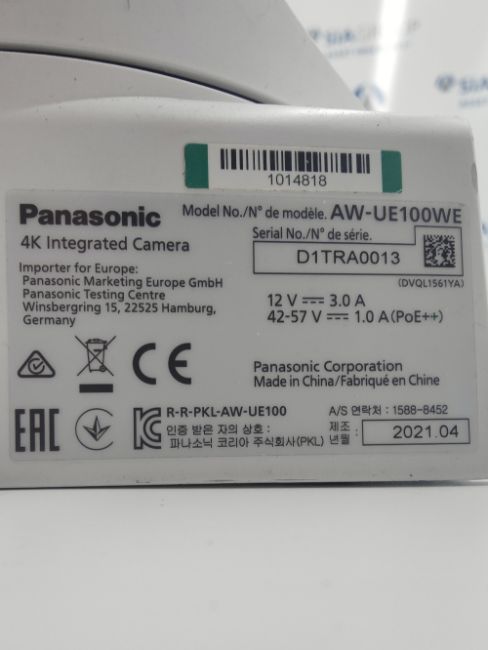 1014818
Panasonic
Model No./N° de modèle. AW-UE100WE
4K Integrated Camera
Serial No./N° de série.
D1TRA0013
(DVQL1561YA)
Importer for Europe:
Panasonic Marketing Europe GmbH
Panasonic Testing Centre
Winsbergring 15, 22525 Hamburg,
Germany
12 V ⎓ 3.0 A
42-57 V ⎓ 1.0 A(PoE++)
CE
Panasonic Corporation
Made in China/Fabriqué en Chine
EAC
R-R-PKL-AW-UE100
인증 받은 자의 상호 :
파나소닉 코리아 주식회사(PKL)
A/S 연락처 : 1588-8452
제조
년월 : 2021.04